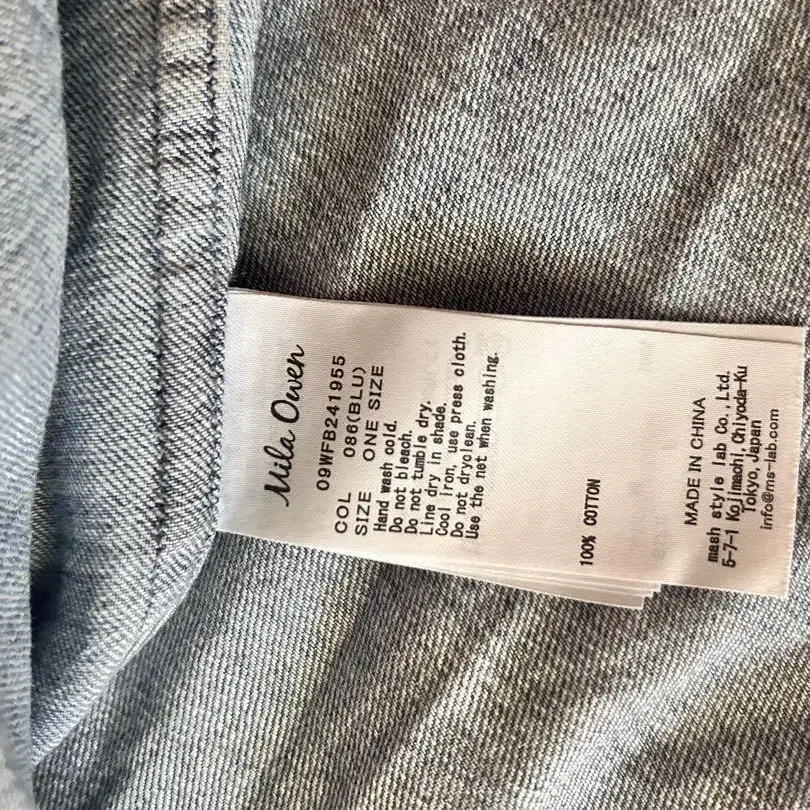 Mila Owen
09WFB241955
COL 086(BLU)
SIZE ONE SIZE
Hand wash cold.
Do not bleach.
Do not tumble dry.
Line dry in shade.
Cool iron, use press cloth.
Do not dryclean.
Use the net when washing.
100% COTTON
MADE IN CHINA
mash style lab Co., Ltd.
5-7-1 Kojimachi, Chiyoda-Ku
Tokyo, Japan
info@ms-lab.com